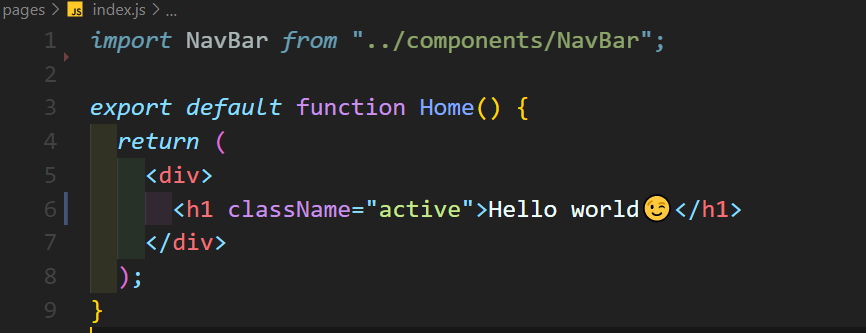 pages > JS index.js > ...
1 import NavBar from "../components/NavBar";
2
3 export default function Home() {
4   return (
5     <div>
6       <h1 className="active">Hello world😉</h1>
7     </div>
8   );
9 }